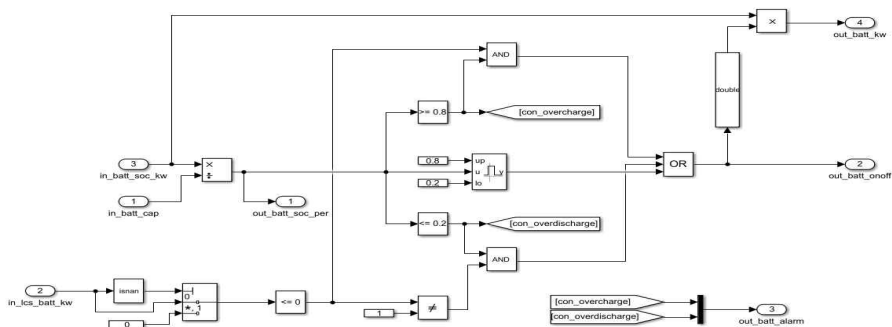 ×
4
out_batt_kw
AND
double
>= 0.8
[con_overcharge]
3
in_batt_soc_kw
×
÷
0.8
up
u
y
0.2
lo
OR
2
out_batt_onoff
1
in_batt_cap
1
out_batt_soc_per
<= 0.2
[con_overdischarge]
AND
2
in_lcs_batt_kw
isnan
0
*, 1
0
<= 0
1
≠
[con_overcharge]
[con_overdischarge]
3
out_batt_alarm